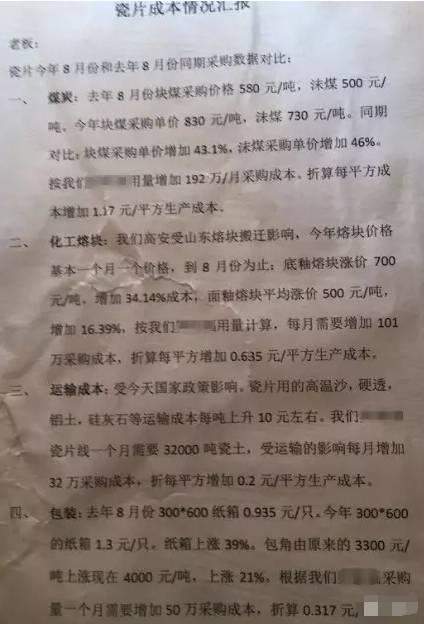 瓷片成本情况汇报
老板：
瓷片今年 8 月份和去年 8 月份同期采购数据对比：
一、 煤炭：去年 8 月份块煤采购价格 580 元/吨，沫煤 500 元/
吨。今年块煤采购单价 830 元/吨，沫煤 730 元/吨。同期
对比：块煤采购单价增加 43.1%，沫煤采购单价增加 46%。
按我们 用量增加 192 万/月采购成本。折算每平方成
本增加 1.17 元/平方生产成本。
二、 化工熔块：我们高安受山东熔块搬迁影响，今年熔块价格
基本一个月一个价格，到 8 月份为止：底釉熔块涨价 700
元/吨。增加 34.14%成本，面釉熔块平均涨价 500 元/吨，
增加 16.39%，按我们 用量计算，每月需要增加 101
万采购成本，折算每平方增加 0.635 元/平方生产成本。
三、 运输成本：受今天国家政策影响。瓷片用的高温沙，硬透，
铝土，硅灰石等运输成本每吨上升 10 元左右。我们
瓷片线一个月需要 32000 吨瓷土，受运输的影响每月增加
32 万采购成本，折每平方增加 0.2 元/平方生产成本。
四、 包装：去年 8 月份 300*600 纸箱 0.935 元/只。今年 300*600
的纸箱 1.3 元/只。纸箱上涨 39%。包角由原来的 3300 元/
吨上涨现在 4000 元/吨，上涨 21%。根据我们 采购
量一个月需要增加 50 万采购成本，折算 0.317 元/